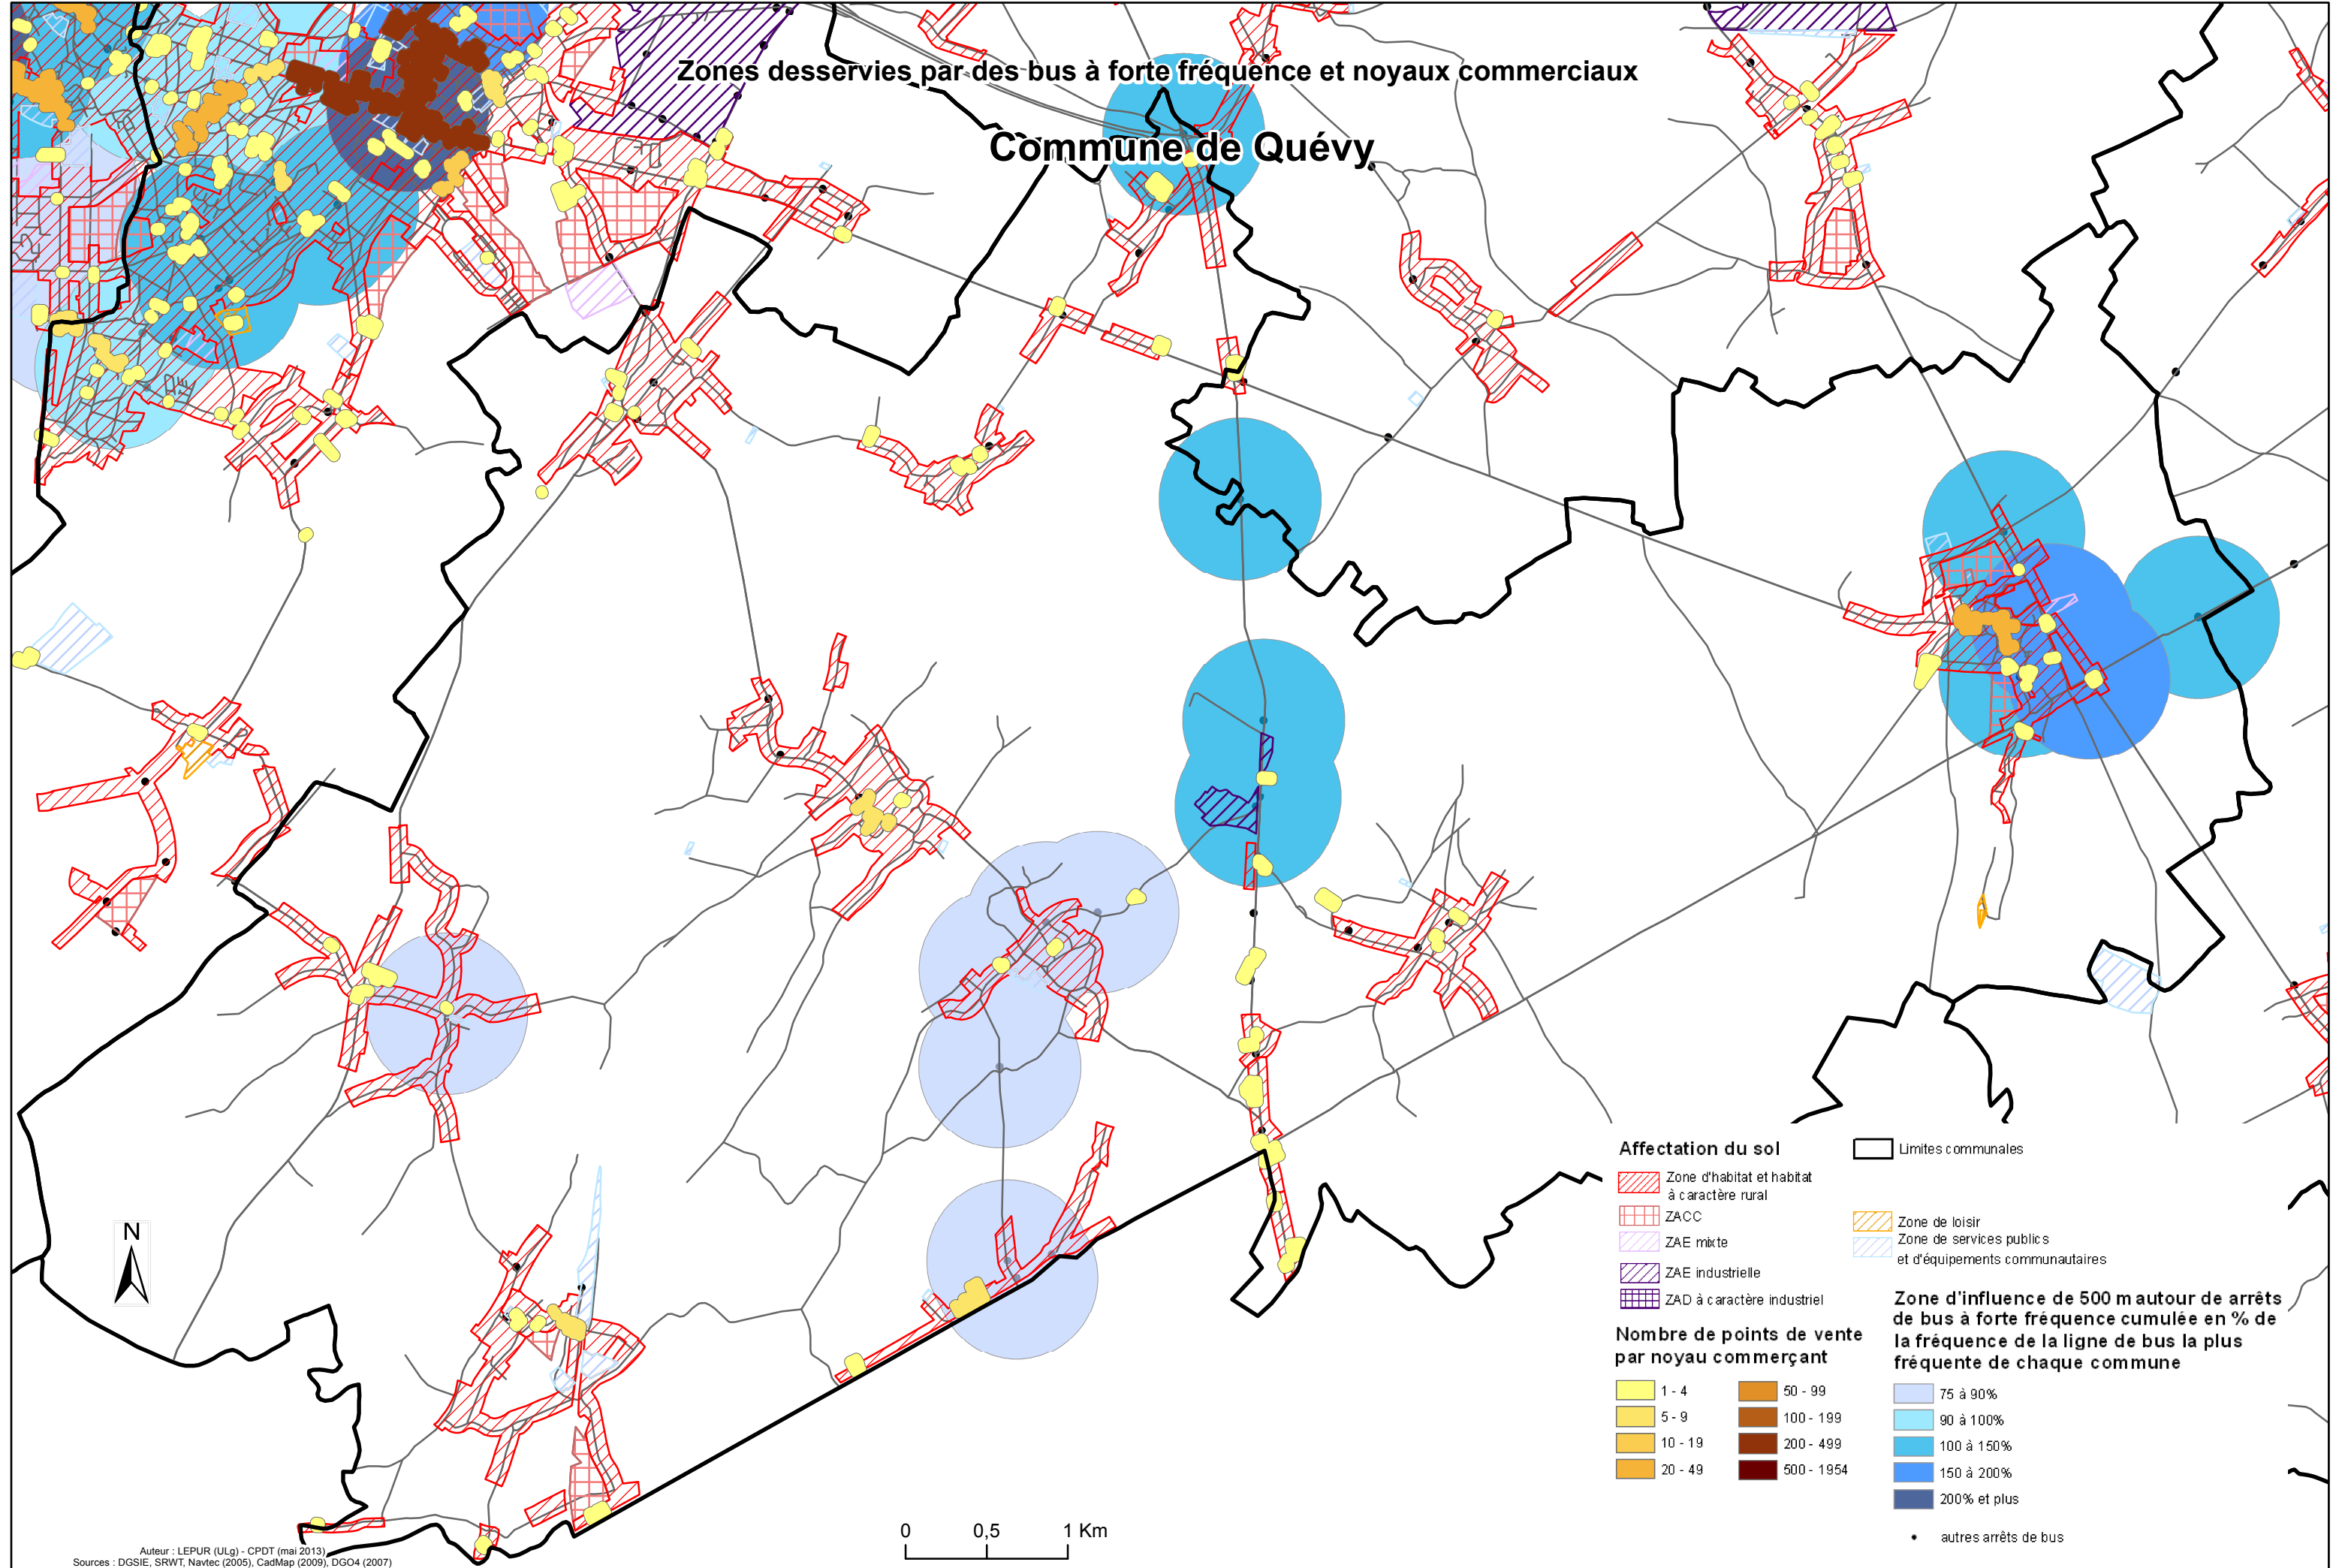 Zones desservies par des bus à forte fréquence et noyaux commerciaux
Commune de Quévy
Affectation du sol
Zone d'habitat et habitat
à caractère rural
ZACC
ZAE mixte
ZAE industrielle
ZAD à caractère industriel
Limites communales
Zone de loisir
Zone de services publics
et d'équipements communautaires
Nombre de points de vente
par noyau commerçant
1 - 4
5 - 9
10 - 19
20 - 49
50 - 99
100 - 199
200 - 499
500 - 1954
Zone d'influence de 500 m autour de arrêts
de bus à forte fréquence cumulée en % de
la fréquence de la ligne de bus la plus
fréquente de chaque commune
75 à 90%
90 à 100%
100 à 150%
150 à 200%
200% et plus
autres arrêts de bus
N
0 0,5 1 Km
Auteur : LEPUR (ULg) - CPDT (mai 2013)
Sources : DGSIE, SRWT, Navtec (2005), CadMap (2009), DGO4 (2007)